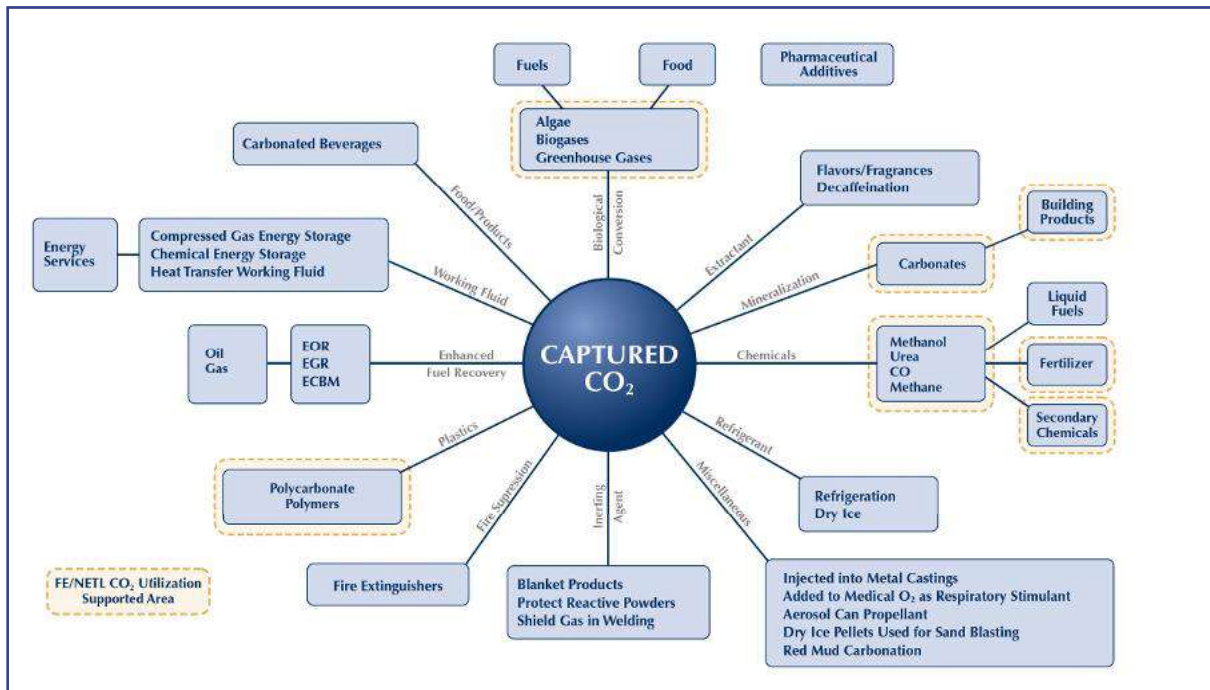 Fuels
Food
Pharmaceutical
Additives
Algae
Biogases
Greenhouse Gases
Carbonated Beverages
Flavors/Fragrances
Decaffeination
Building
Products
Energy
Services
Compressed Gas Energy Storage
Chemical Energy Storage
Heat Transfer Working Fluid
Carbonates
Food/Products
Biological
Conversion
Extractant
Working Fluid
Mineralization
Liquid
Fuels
Oil
Gas
EOR
EGR
ECBM
Enhanced
Fuel Recovery
CAPTURED
CO₂
Chemicals
Methanol
Urea
CO
Methane
Fertilizer
Secondary
Chemicals
Plastics
Refrigerant
Polycarbonate
Polymers
Fire Supression
Inerting
Agent
Miscellaneous
Refrigeration
Dry Ice
FE/NETL CO₂ Utilization
Supported Area
Fire Extinguishers
Blanket Products
Protect Reactive Powders
Shield Gas in Welding
Injected into Metal Castings
Added to Medical O₂ as Respiratory Stimulant
Aerosol Can Propellant
Dry Ice Pellets Used for Sand Blasting
Red Mud Carbonation